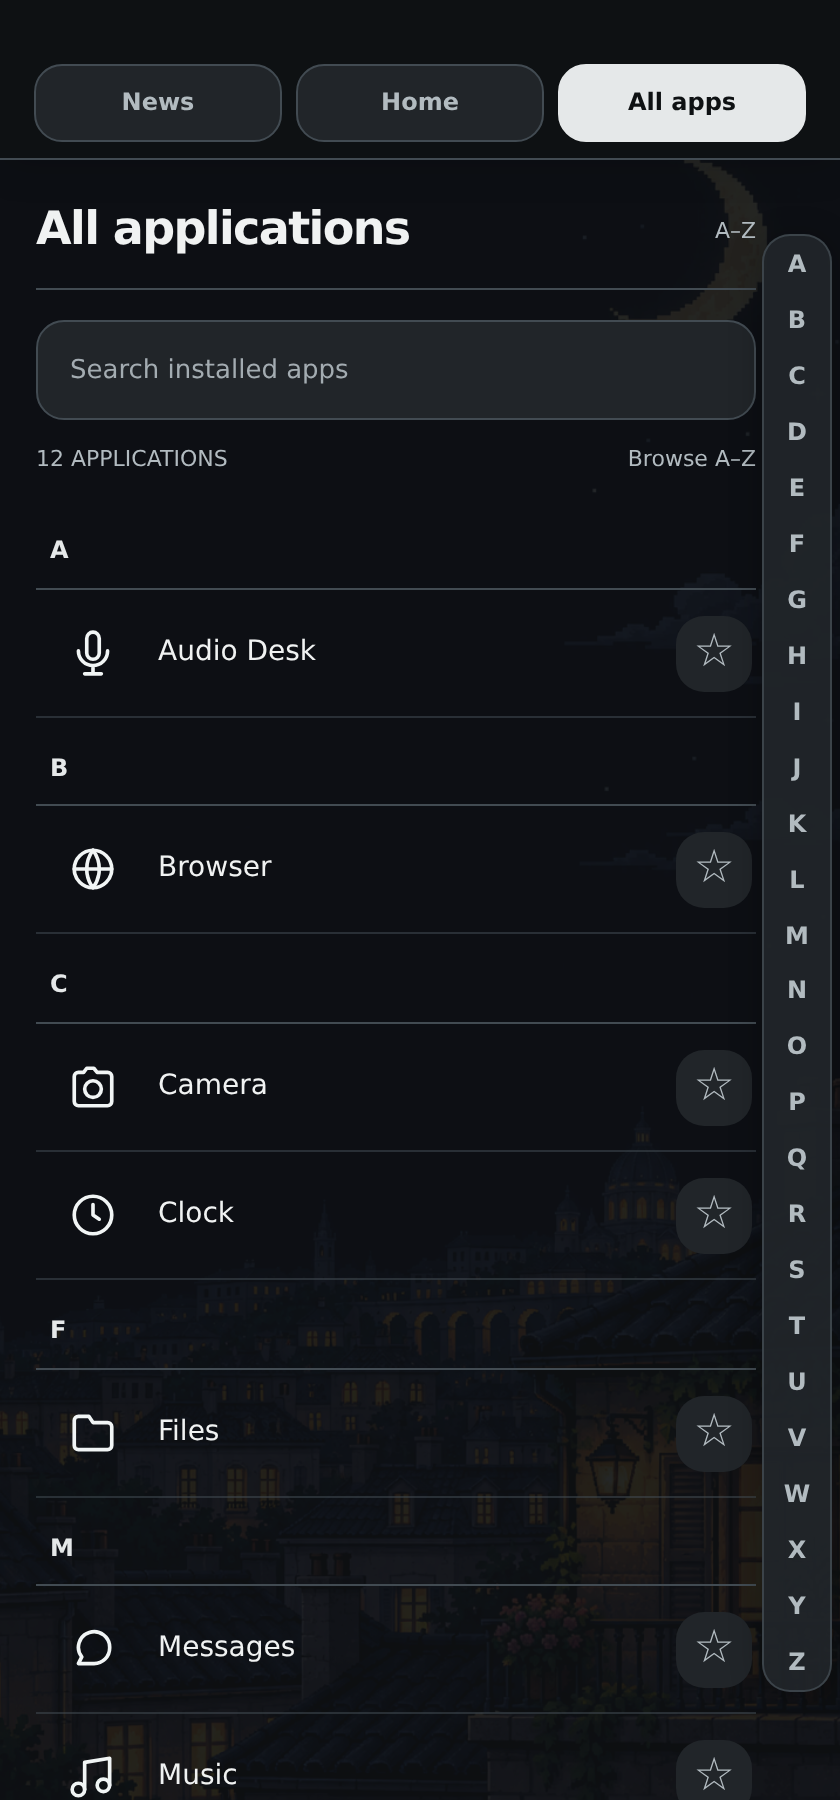 News Home All apps
All applications A–Z
Search installed apps
12 APPLICATIONS Browse A–Z
A
Audio Desk ☆
B
Browser ☆
C
Camera ☆
Clock ☆
F
Files ☆
M
Messages ☆
Music ☆
A
B
C
D
E
F
G
H
I
J
K
L
M
N
O
P
Q
R
S
T
U
V
W
X
Y
Z